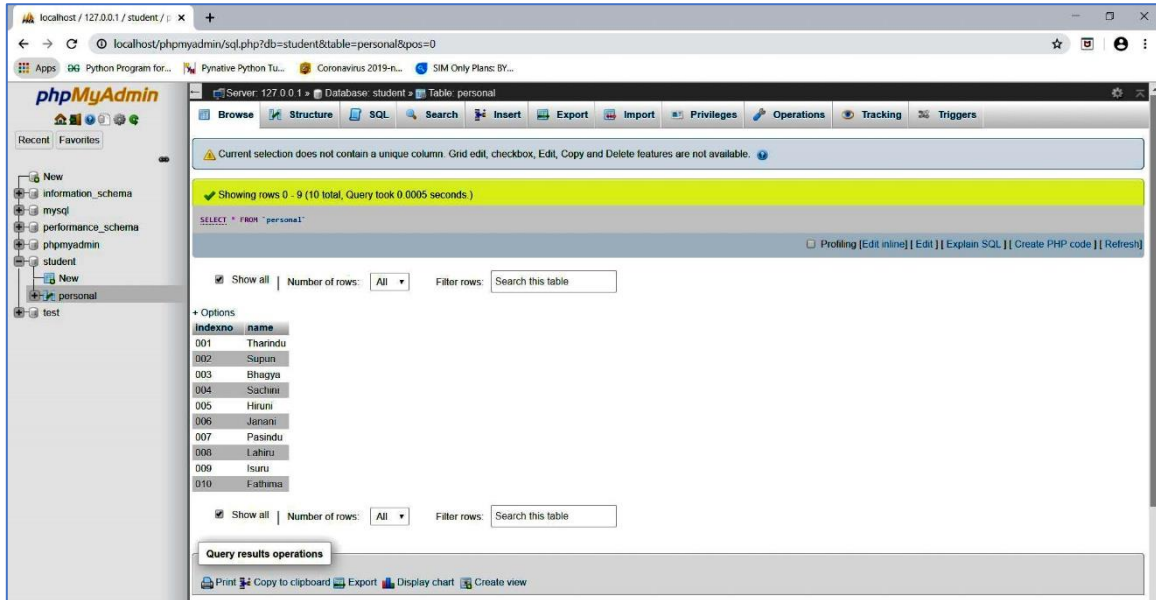 localhost / 127.0.0.1 / student / p
localhost/phpmyadmin/sql.php?db=student&table=personal&pos=0
Apps Python Program for... Pynative Python Tu... Coronavirus 2019-n... SIM Only Plans: BY...
phpMyAdmin
Recent Favorites
New
information_schema
mysql
performance_schema
phpmyadmin
student
New
personal
test
Server: 127.0.0.1 » Database: student » Table: personal
Browse Structure SQL Search Insert Export Import Privileges Operations Tracking Triggers
Current selection does not contain a unique column. Grid edit, checkbox, Edit, Copy and Delete features are not available.
Showing rows 0 - 9 (10 total, Query took 0.0005 seconds.)
SELECT * FROM `personal`
Profiling [Edit inline] [ Edit ] [ Explain SQL ] [ Create PHP code ] [ Refresh]
Show all | Number of rows: All Filter rows: Search this table
+ Options
indexno name
001 Tharindu
002 Supun
003 Bhagya
004 Sachini
005 Hiruni
006 Janani
007 Pasindu
008 Lahiru
009 Isuru
010 Fathima
Show all | Number of rows: All Filter rows: Search this table
Query results operations
Print Copy to clipboard Export Display chart Create view